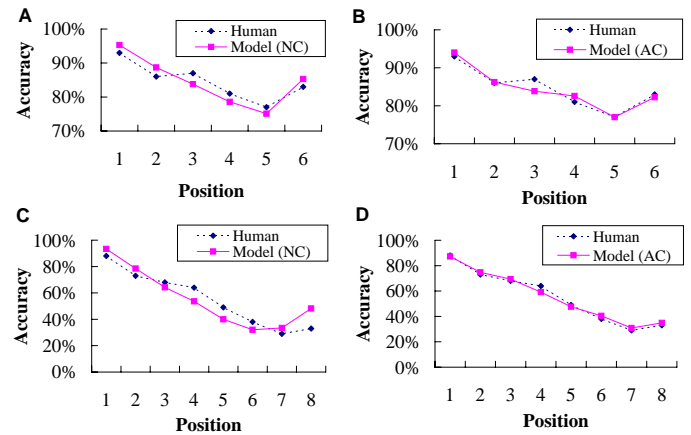 A
Human
Model (NC)
Accuracy
100%
90%
80%
70%
1 2 3 4 5 6
Position
B
Human
Model (AC)
Accuracy
100%
90%
80%
70%
1 2 3 4 5 6
Position
C
Human
Model (NC)
Accuracy
100%
80%
60%
40%
20%
0%
1 2 3 4 5 6 7 8
Position
D
Human
Model (AC)
Accuracy
100%
80%
60%
40%
20%
0%
1 2 3 4 5 6 7 8
Position